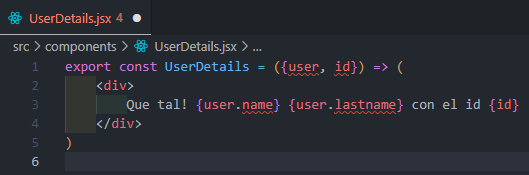 UserDetails.jsx 4
src > components > UserDetails.jsx > ...
1 export const UserDetails = ({user, id}) => (
2 <div>
3 Que tal! {user.name} {user.lastname} con el id {id}
4 </div>
5 )
6